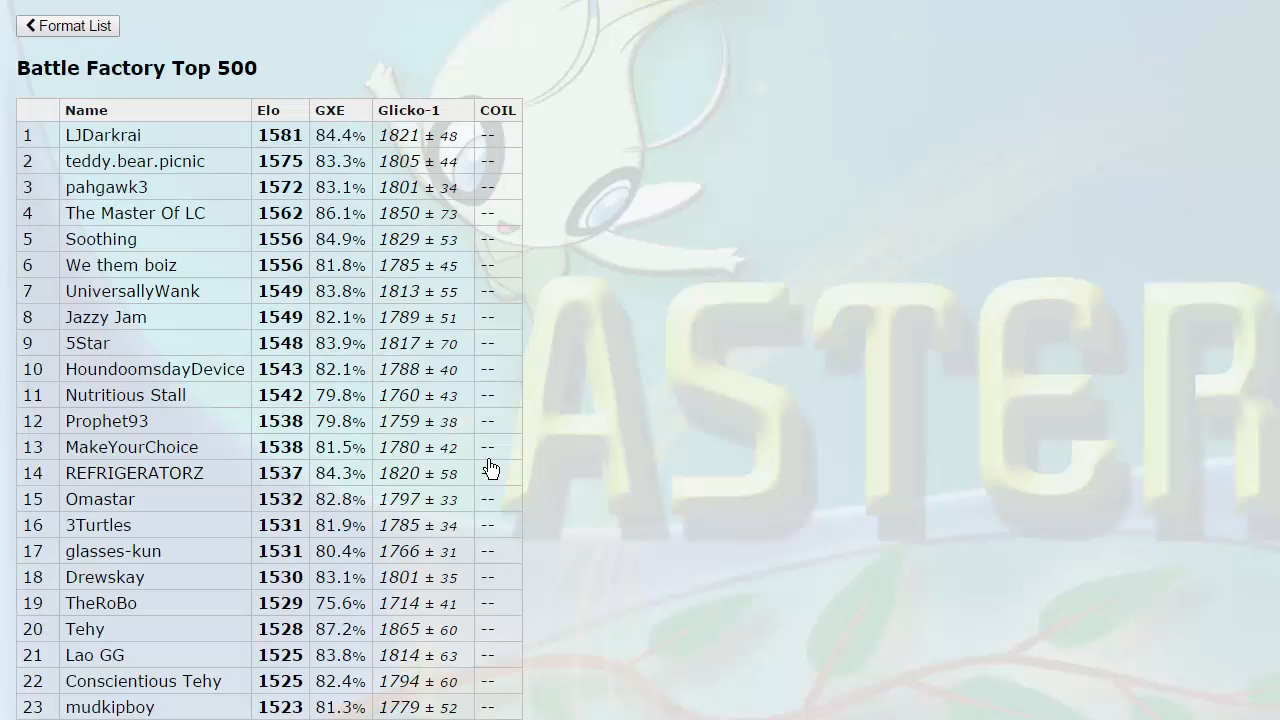 Format List
Battle Factory Top 500
Name Elo GXE Glicko-1 COIL
1 LJDarkrai 1581 84.4% 1821 ± 48 --
2 teddy.bear.picnic 1575 83.3% 1805 ± 44 --
3 pahgawk3 1572 83.1% 1801 ± 34 --
4 The Master Of LC 1562 86.1% 1850 ± 73 --
5 Soothing 1556 84.9% 1829 ± 53 --
6 We them boiz 1556 81.8% 1785 ± 45 --
7 UniversallyWank 1549 83.8% 1813 ± 55 --
8 Jazzy Jam 1549 82.1% 1789 ± 51 --
9 5Star 1548 83.9% 1817 ± 70 --
10 HoundoomsdayDevice 1543 82.1% 1788 ± 40 --
11 Nutritious Stall 1542 79.8% 1760 ± 43 --
12 Prophet93 1538 79.8% 1759 ± 38 --
13 MakeYourChoice 1538 81.5% 1780 ± 42 --
14 REFRIGERATORZ 1537 84.3% 1820 ± 58 --
15 Omastar 1532 82.8% 1797 ± 33 --
16 3Turtles 1531 81.9% 1785 ± 34 --
17 glasses-kun 1531 80.4% 1766 ± 31 --
18 Drewskay 1530 83.1% 1801 ± 35 --
19 TheRoBo 1529 75.6% 1714 ± 41 --
20 Tehy 1528 87.2% 1865 ± 60 --
21 Lao GG 1525 83.8% 1814 ± 63 --
22 Conscientious Tehy 1525 82.4% 1794 ± 60 --
23 mudkipboy 1523 81.3% 1779 ± 52 --
ASTER